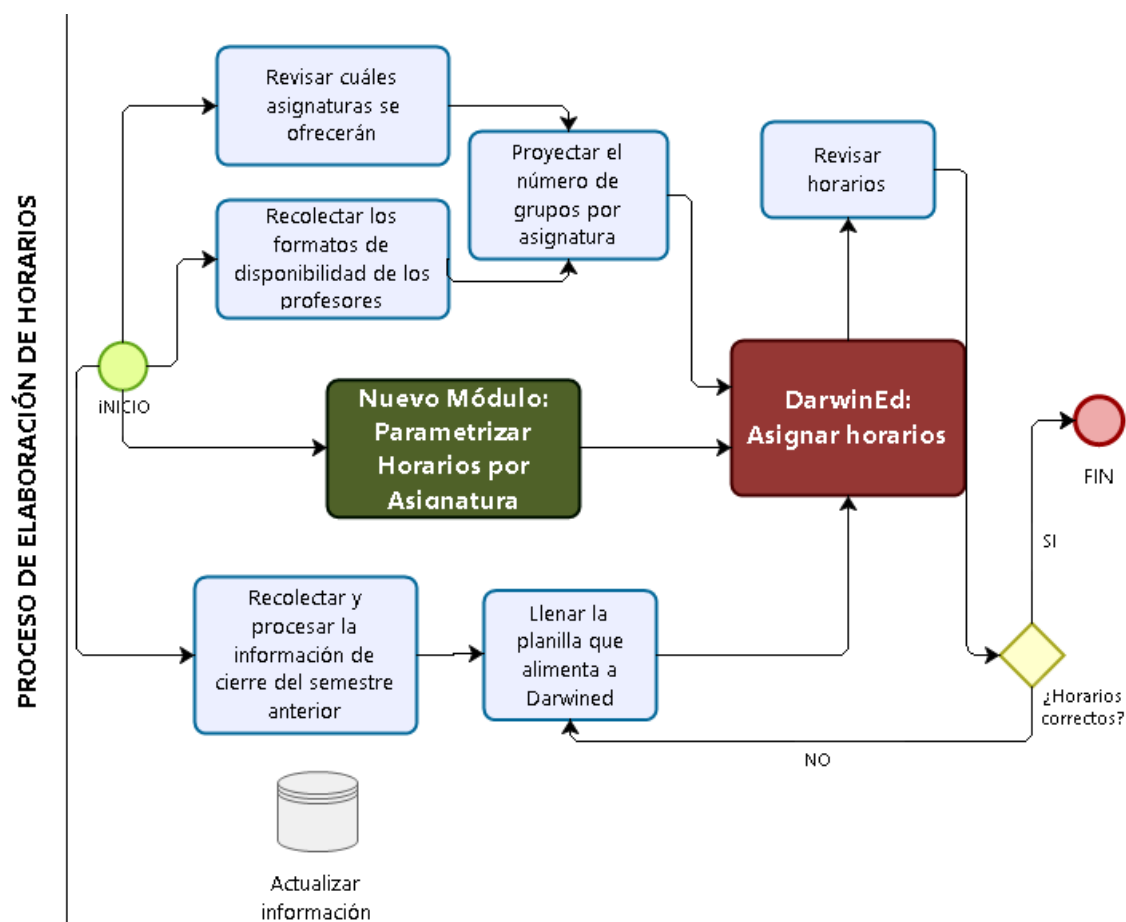 PROCESO DE ELABORACIÓN DE HORARIOS
Revisar cuáles
asignaturas se
ofrecerán
Proyectar el
número de
grupos por
asignatura
Revisar
horarios
Recolectar los
formatos de
disponibilidad de los
profesores
iNICIO
Nuevo Módulo:
Parametrizar
Horarios por
Asignatura
DarwinEd:
Asignar horarios
FIN
SI
Recolectar y
procesar la
información de
cierre del semestre
anterior
Llenar la
planilla que
alimenta a
Darwined
¿Horarios
correctos?
NO
Actualizar
información